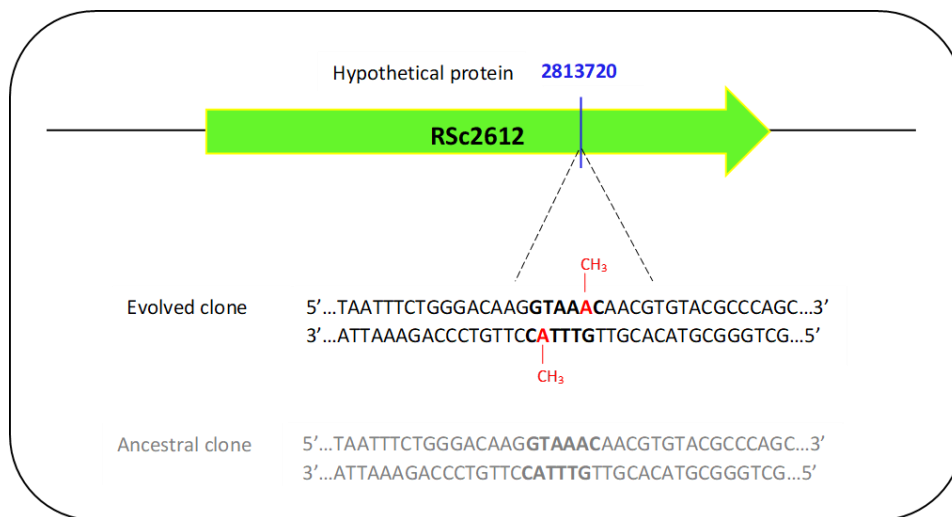 Hypothetical protein 2813720
RSc2612
CH₃
Evolved clone 5’...TAATTTCTGGGACAAGGTAAACAACGTGTACGCCCAGC...3’
3’...ATTAAAGACCCTGTTCCATTTGTTGCACATGCGGGTCG...5’
CH₃
Ancestral clone 5’...TAATTTCTGGGACAAGGTAAACAACGTGTACGCCCAGC...3’
3’...ATTAAAGACCCTGTTCCATTTGTTGCACATGCGGGTCG...5’